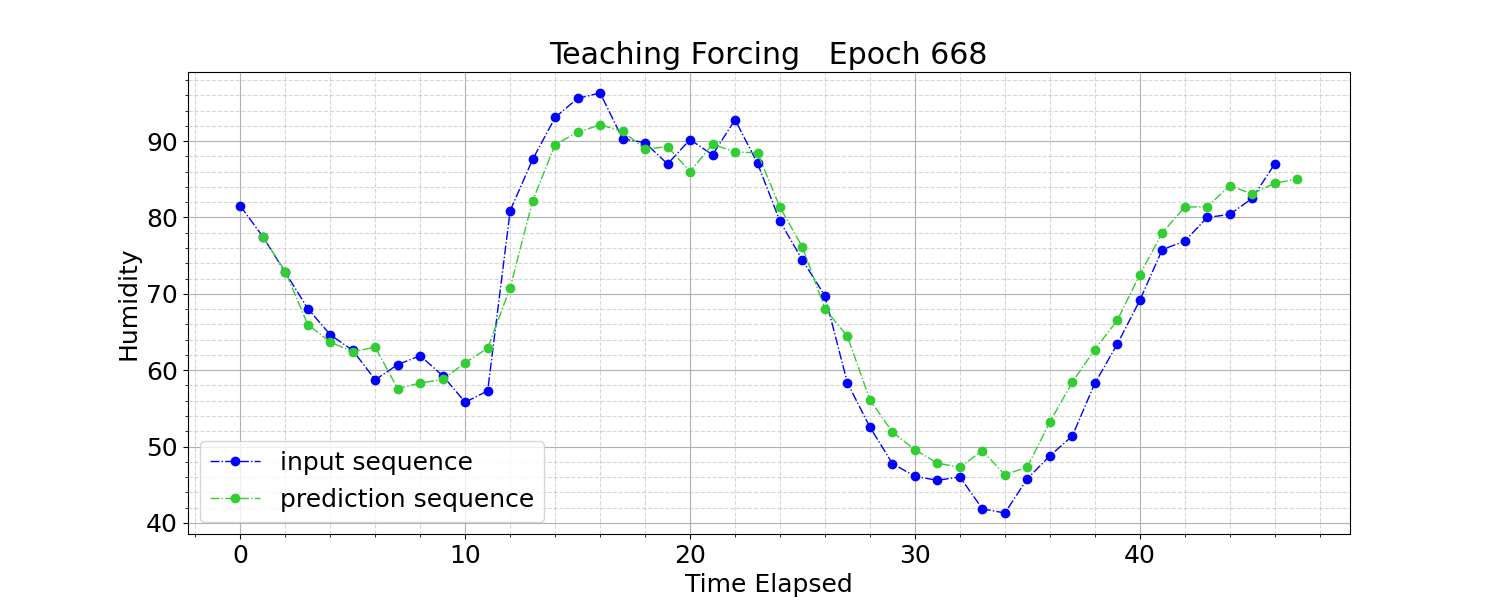 Teaching Forcing   Epoch 668
Humidity
90
80
70
60
50
40
input sequence
prediction sequence
0 10 20 30 40
Time Elapsed